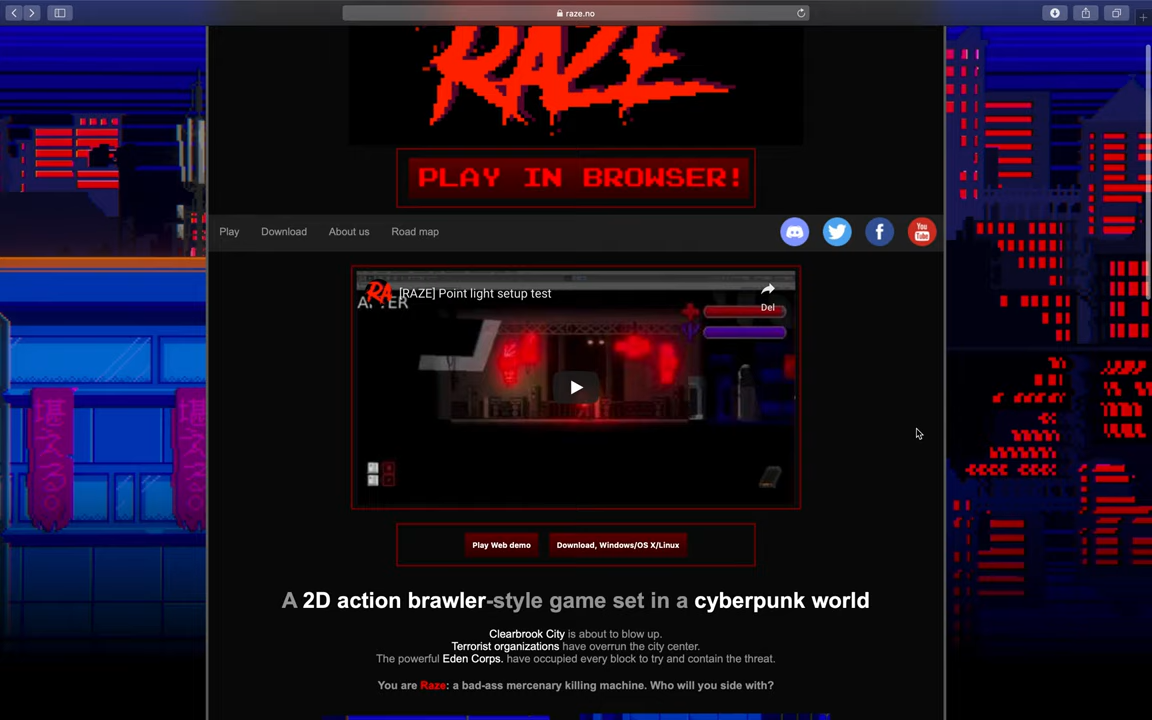 raze.no
RAZE
PLAY IN BROWSER!
Play
Download
About us
Road map
You
Tube
[RAZE] Point light setup test
Del
Play Web demo
Download, Windows/OS X/Linux
A 2D action brawler-style game set in a cyberpunk world
Clearbrook City is about to blow up.
Terrorist organizations have overrun the city center.
The powerful Eden Corps. have occupied every block to try and contain the threat.
You are Raze: a bad-ass mercenary killing machine. Who will you side with?